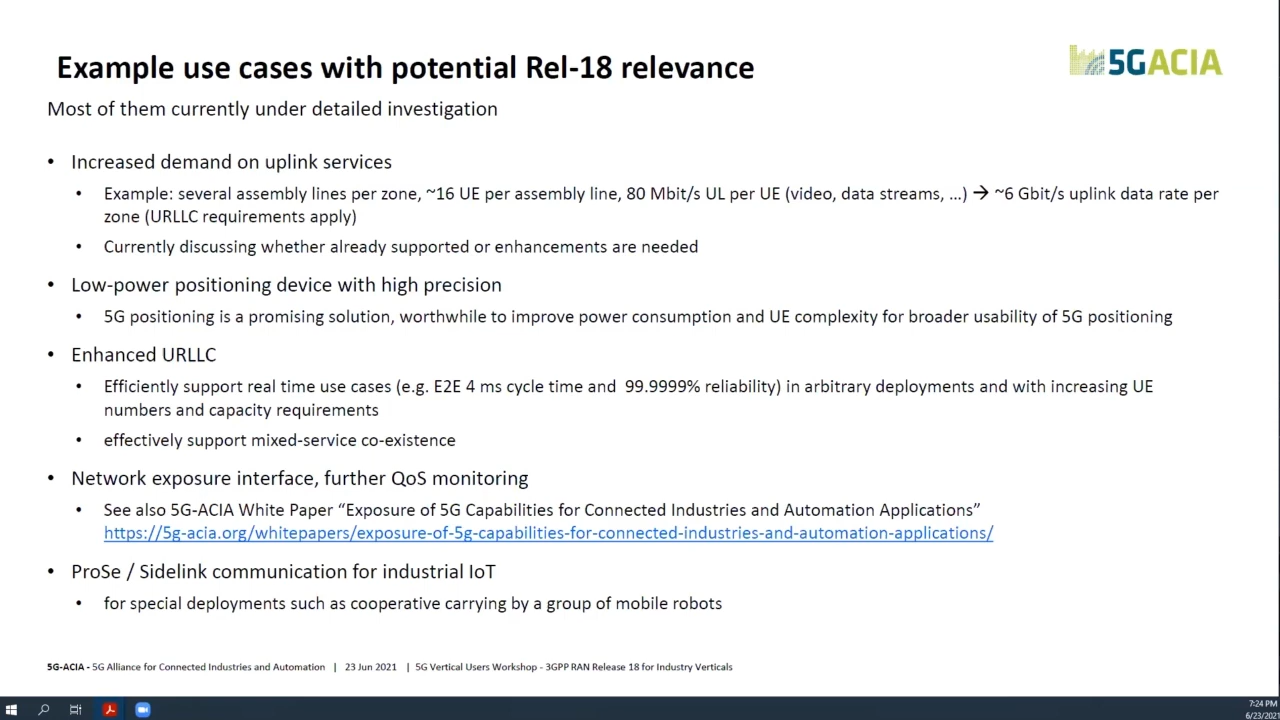 Example use cases with potential Rel-18 relevance
5GACIA
Most of them currently under detailed investigation
• Increased demand on uplink services
• Example: several assembly lines per zone, ~16 UE per assembly line, 80 Mbit/s UL per UE (video, data streams, …) → ~6 Gbit/s uplink data rate per
zone (URLLC requirements apply)
• Currently discussing whether already supported or enhancements are needed
• Low-power positioning device with high precision
• 5G positioning is a promising solution, worthwhile to improve power consumption and UE complexity for broader usability of 5G positioning
• Enhanced URLLC
• Efficiently support real time use cases (e.g. E2E 4 ms cycle time and 99.9999% reliability) in arbitrary deployments and with increasing UE
numbers and capacity requirements
• effectively support mixed-service co-existence
• Network exposure interface, further QoS monitoring
• See also 5G-ACIA White Paper “Exposure of 5G Capabilities for Connected Industries and Automation Applications”
https://5g-acia.org/whitepapers/exposure-of-5g-capabilities-for-connected-industries-and-automation-applications/
• ProSe / Sidelink communication for industrial IoT
• for special deployments such as cooperative carrying by a group of mobile robots
5G-ACIA - 5G Alliance for Connected Industries and Automation | 23 Jun 2021 | 5G Vertical Users Workshop - 3GPP RAN Release 18 for Industry Verticals
7:24 PM